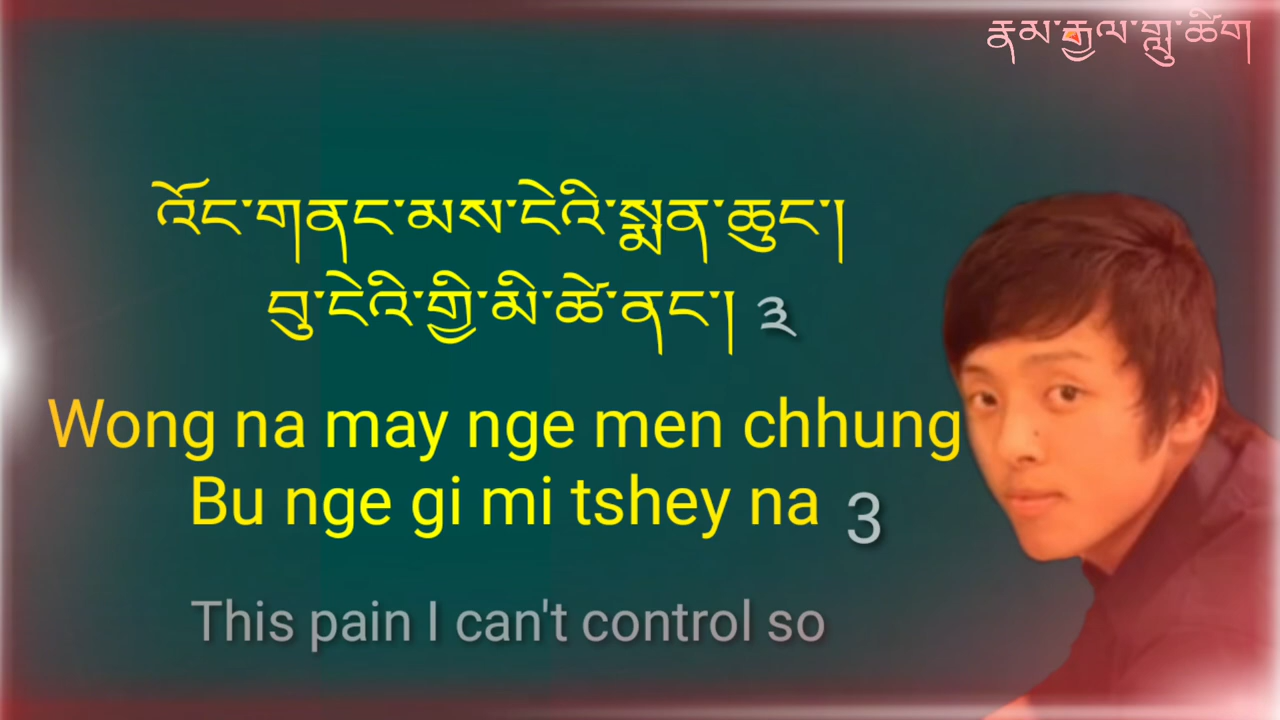 རྣམ་རྒྱལ་གླུ་ཚིག
འོང་གནང་མས་ངེའི་སྨན་ཆུང་།
བུ་ངེའི་གྱི་མི་ཚེ་ནང་། ༣
Wong na may nge men chhung
Bu nge gi mi tshey na 3
This pain I can't control so